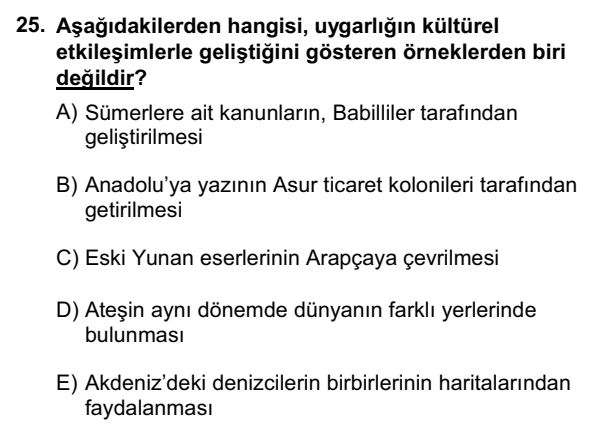 25. Aşağıdakilerden hangisi, uygarlığın kültürel
etkileşimlerle geliştiğini gösteren örneklerden biri
değildir?
A) Sümerlere ait kanunların, Babilliler tarafından
geliştirilmesi
B) Anadolu'ya yazının Asur ticaret kolonileri tarafından
getirilmesi
C) Eski Yunan eserlerinin Arapçaya çevrilmesi
D) Ateşin aynı dönemde dünyanın farklı yerlerinde
bulunması
E) Akdeniz'deki denizcilerin birbirlerinin haritalarından
faydalanması